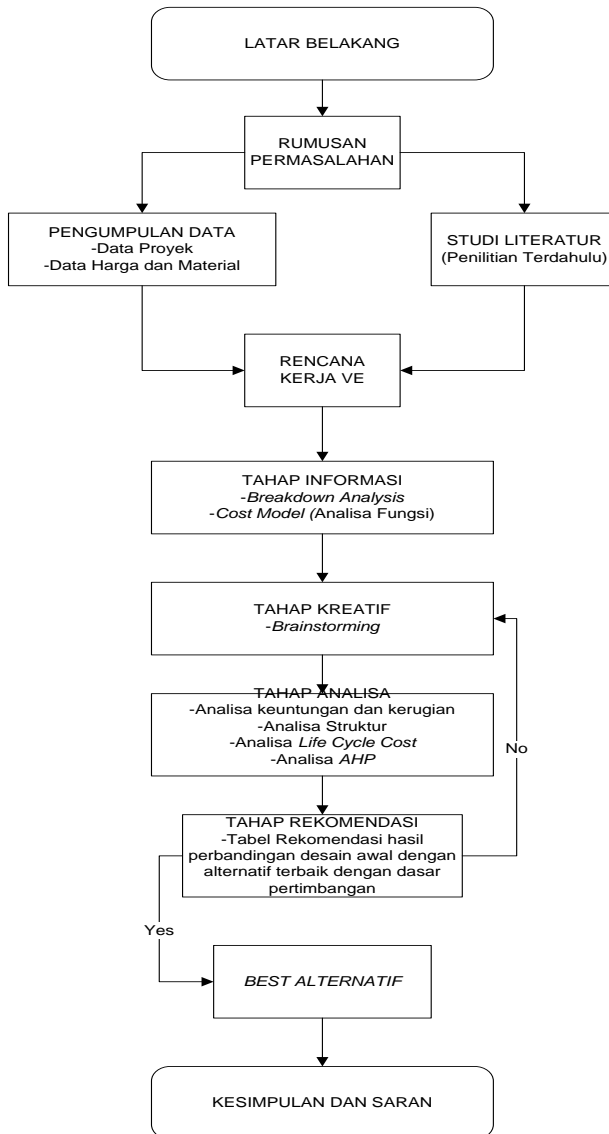 LATAR BELAKANG
RUMUSAN
PERMASALAHAN
PENGUMPULAN DATA
-Data Proyek
-Data Harga dan Material
STUDI LITERATUR
(Penilitian Terdahulu)
RENCANA
KERJA VE
TAHAP INFORMASI
-Breakdown Analysis
-Cost Model (Analisa Fungsi)
TAHAP KREATIF
-Brainstorming
TAHAP ANALISA
-Analisa keuntungan dan kerugian
-Analisa Struktur
-Analisa Life Cycle Cost
-Analisa AHP
No
TAHAP REKOMENDASI
-Tabel Rekomendasi hasil
perbandingan desain awal dengan
alternatif terbaik dengan dasar
pertimbangan
Yes
BEST ALTERNATIF
KESIMPULAN DAN SARAN